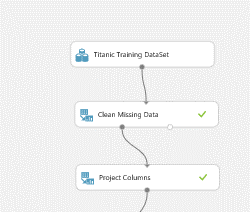 Titanic Training DataSet
Clean Missing Data
Project Columns